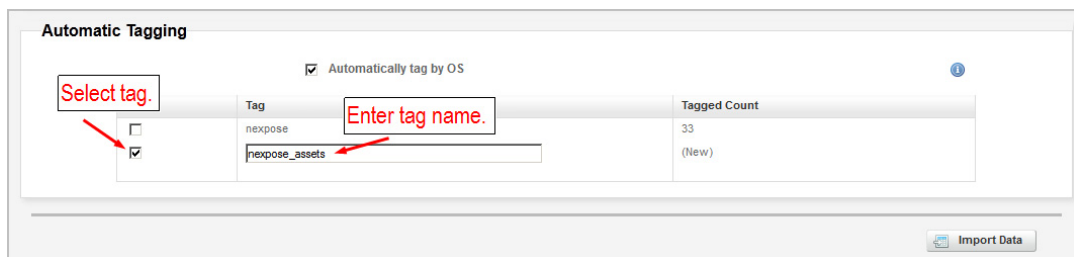 Automatic Tagging
Automatically tag by OS
Select tag.
Tag
Enter tag name.
Tagged Count
nexpose
33
nexpose_assets
(New)
Import Data